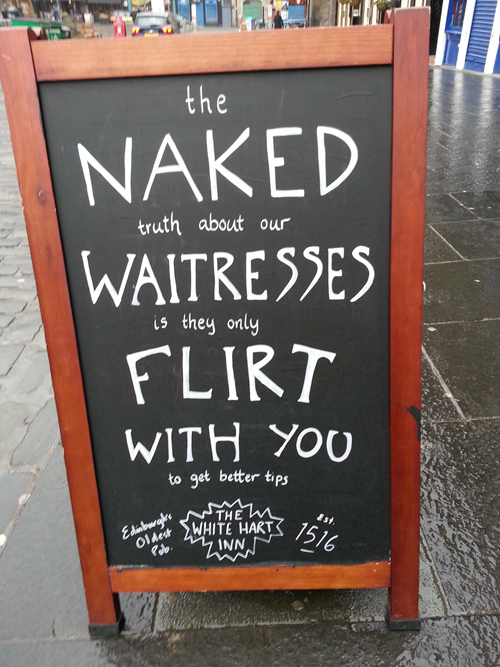 the
NAKED
truth about our
WAITRESSES
is they only
FLIRT
WITH YOU
to get better tips
Edinburgh's
Oldest
Pub.
THE
WHITE HART
INN
Est.
1516